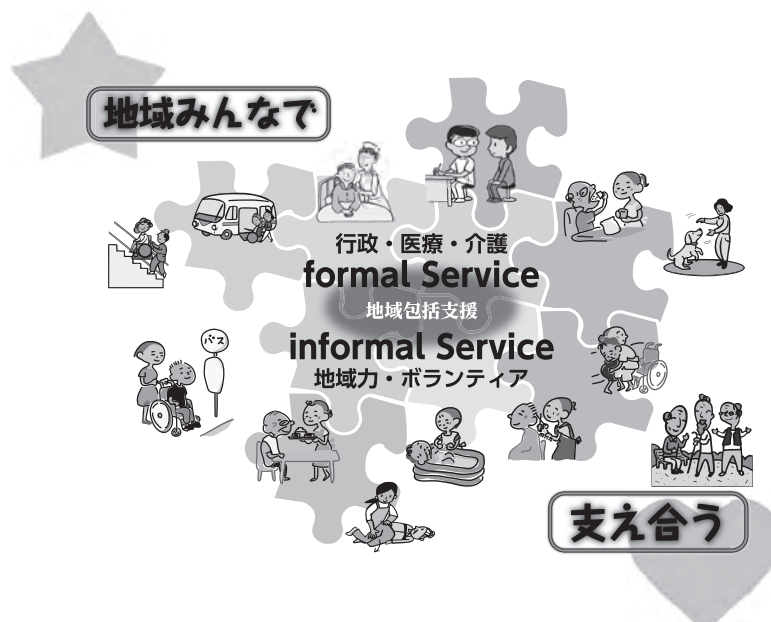 地域みんなで
行政・医療・介護
formal Service
地域包括支援
informal Service
地域力・ボランティア
バス
支え合う